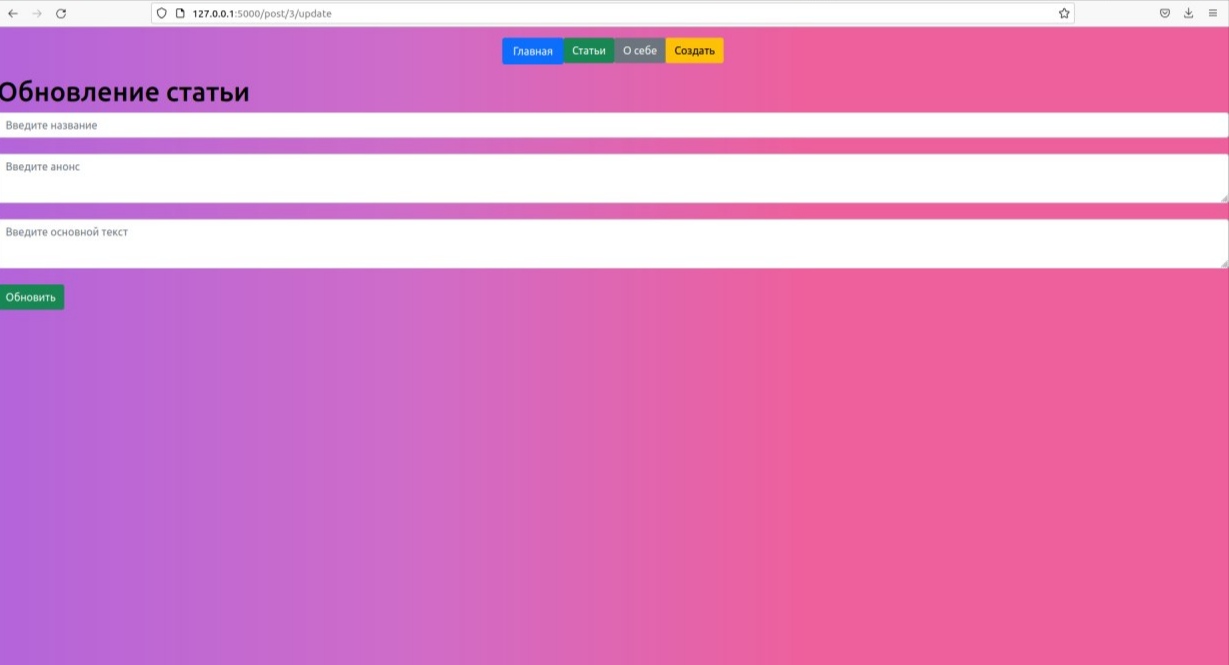 127.0.0.1:5000/post/3/update
Главная Статьи О себе Создать
Обновление статьи
Введите название
Введите анонс
Введите основной текст
Обновить